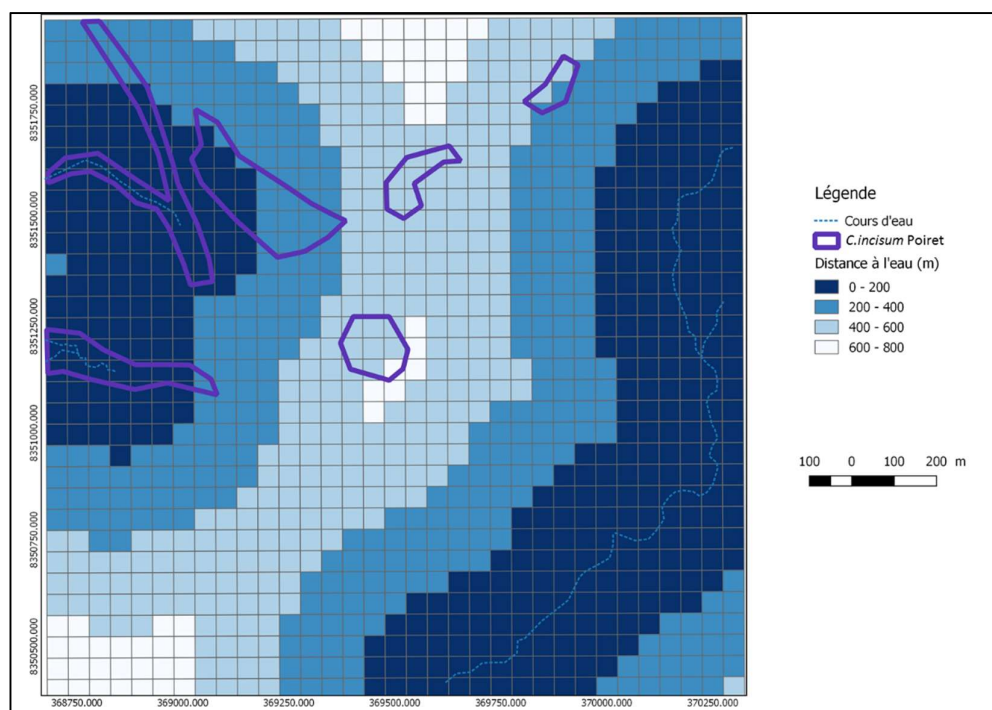 8351750.000
8351500.000
8351250.000
8351000.000
8350750.000
8350500.000
368750.000
369000.000
369250.000
369500.000
369750.000
370000.000
370250.000
Légende
Cours d'eau
C.incisum Poiret
Distance à l'eau (m)
0 - 200
200 - 400
400 - 600
600 - 800
100 0 100 200 m